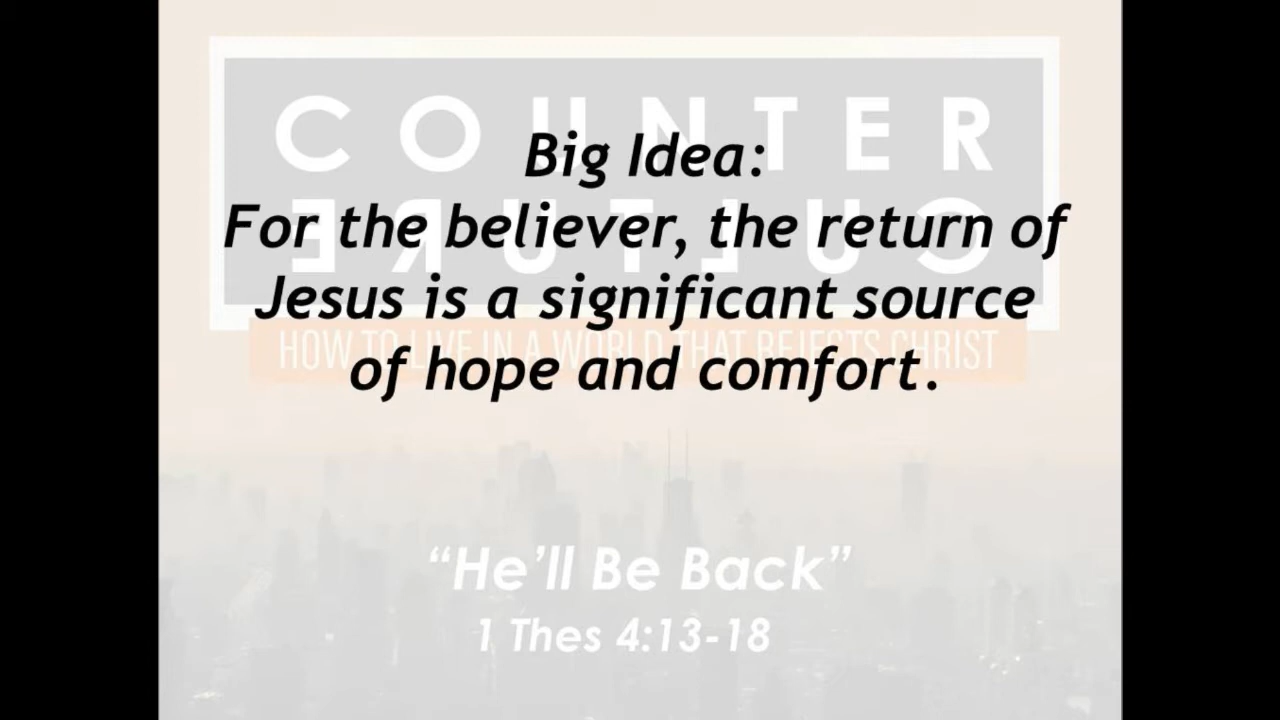 COUNTER
Big Idea:
CULTURE
For the believer, the return of
Jesus is a significant source
HOW TO LIVE IN A WORLD THAT REJECTS CHRIST
of hope and comfort.
“He’ll Be Back”
1 Thes 4:13-18